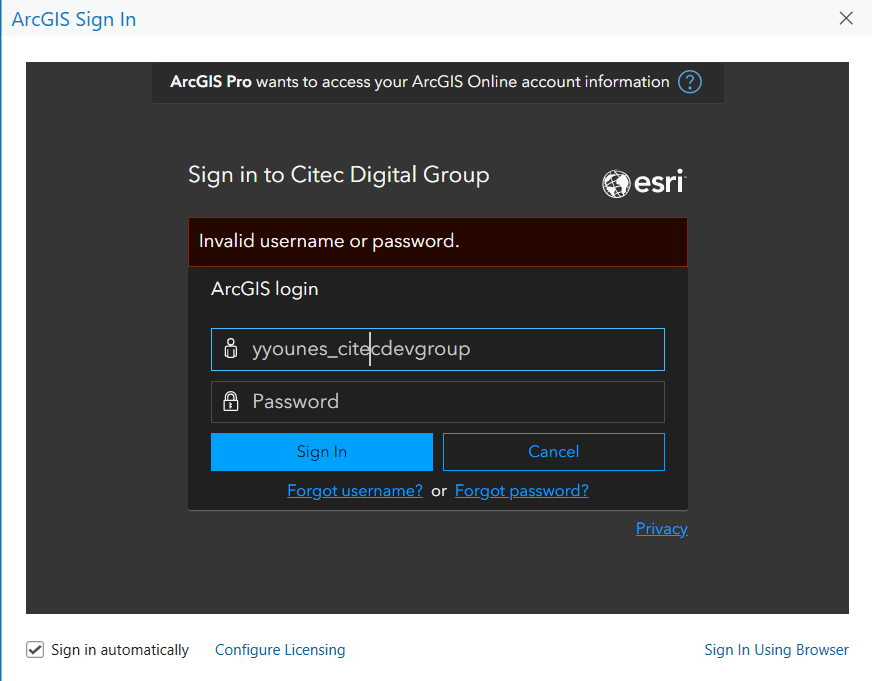 ArcGIS Sign In
ArcGIS Pro wants to access your ArcGIS Online account information ?
Sign in to Citec Digital Group
esri
Invalid username or password.
ArcGIS login
yyounes_citecdevgroup
Password
Sign In Cancel
Forgot username? or Forgot password?
Privacy
Sign in automatically Configure Licensing Sign In Using Browser